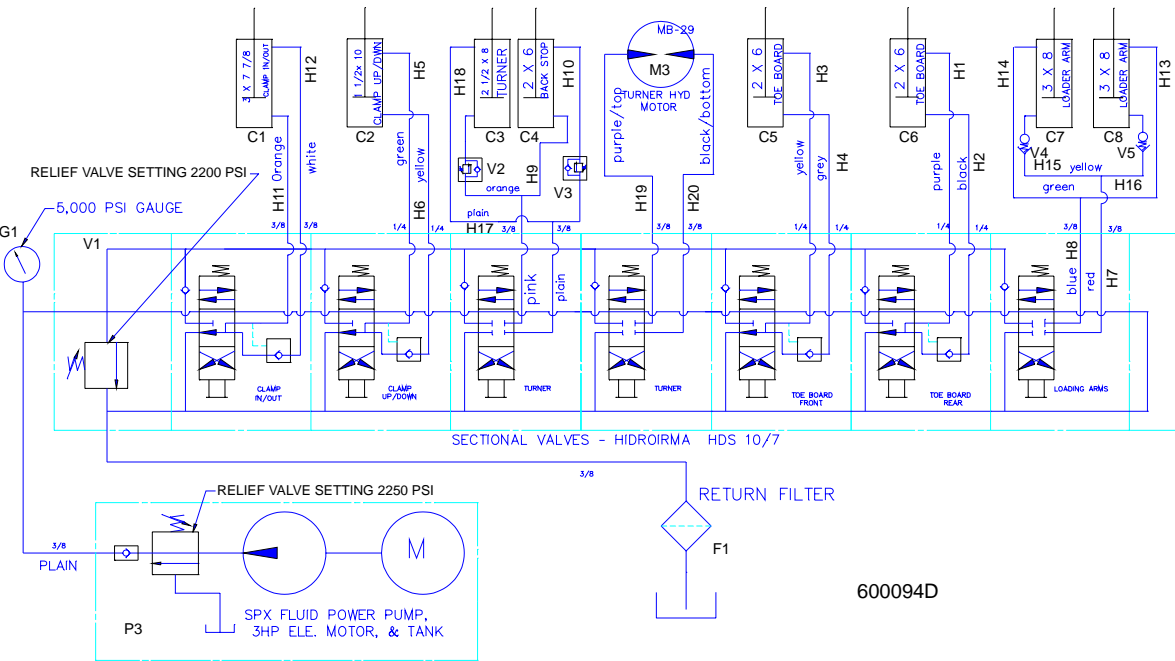 MB-29
H12
H5
H18
H10
H3
H1
H14
H13
3 X 7 7/8
CLAMP IN/OUT
1 1/2x 10
CLAMP UP/DWN
2 1/2 x 8
TURNER
2 X 6
BACK STOP
M3
TURNER HYD
MOTOR
2 X 6
TOE BOARD
2 X 6
TOE BOARD
3 X 8
LOADER ARM
3 X 8
LOADER ARM
C1
C2
C3
C4
C5
C6
C7
C8
Orange
white
green
yellow
V2
H9
orange
V3
purple/top
black/bottom
yellow
grey
H4
purple
black
H2
V4
V5
H15
yellow
H16
green
RELIEF VALVE SETTING 2200 PSI
5,000 PSI GAUGE
G1
V1
H11
H6
plain
H17
H19
H20
3/8
3/8
1/4
1/4
3/8
3/8
3/8
3/8
1/4
1/4
1/4
1/4
3/8
3/8
pink
plain
blue
H8
red
H7
CLAMP
IN/OUT
CLAMP
UP/DOWN
TURNER
TURNER
TOE BOARD
FRONT
TOE BOARD
REAR
LOADING ARMS
SECTIONAL VALVES - HIDROIRMA HDS 10/7
3/8
RELIEF VALVE SETTING 2250 PSI
RETURN FILTER
F1
3/8
PLAIN
M
P3
SPX FLUID POWER PUMP,
3HP ELE. MOTOR, & TANK
600094D